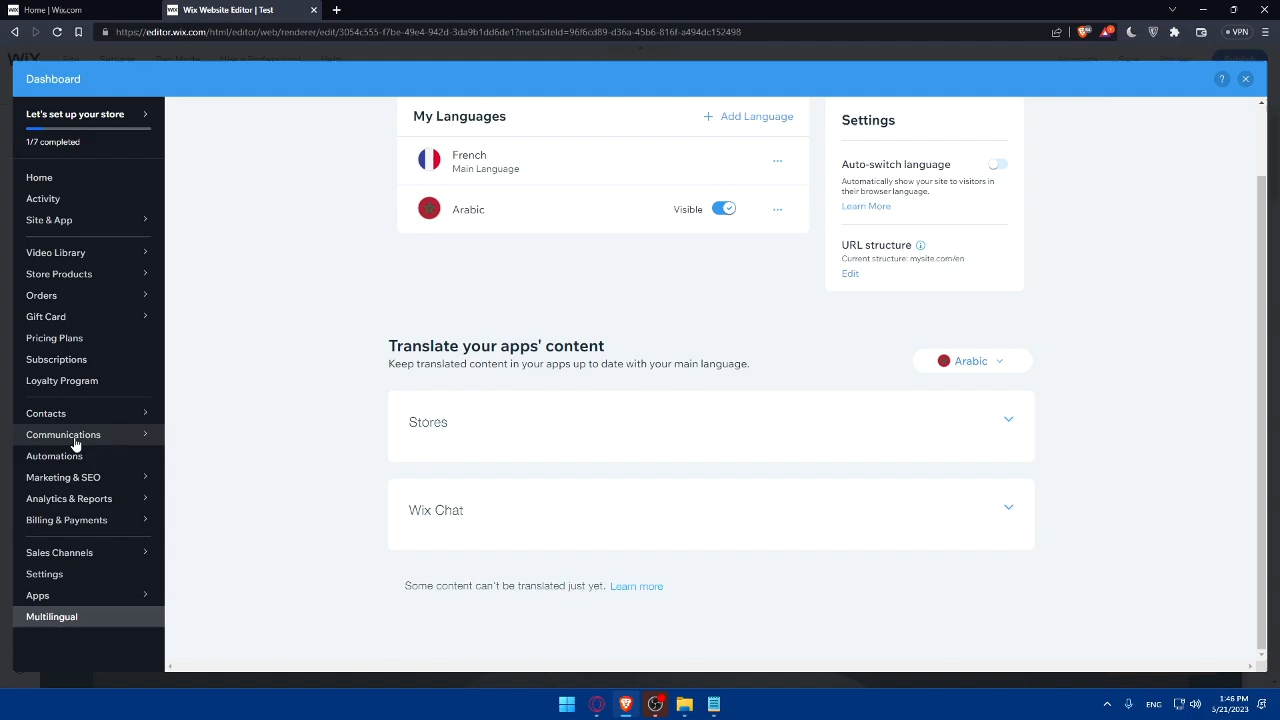 Home | Wix.com
Wix Website Editor | Test
https://editor.wix.com/html/editor/web/renderer/edit/3054c555-f7be-49e4-942d-3da9b1dd6de1?metaSiteId=96f6cd89-d36a-45b6-816f-a494dc152498
VPN
Dashboard
Let's set up your store
1/7 completed
Home
Activity
Site & App
Video Library
Store Products
Orders
Gift Card
Pricing Plans
Subscriptions
Loyalty Program
Contacts
Communications
Automations
Marketing & SEO
Analytics & Reports
Billing & Payments
Sales Channels
Settings
Apps
Multilingual
My Languages
+ Add Language
French
Main Language
Arabic
Visible
Settings
Auto-switch language
Automatically show your site to visitors in
their browser language.
Learn More
URL structure
Current structure: mysite.com/en
Edit
Translate your apps' content
Keep translated content in your apps up to date with your main language.
Arabic
Stores
Wix Chat
Some content can't be translated just yet. Learn more
ENG
1:46 PM
5/21/2023